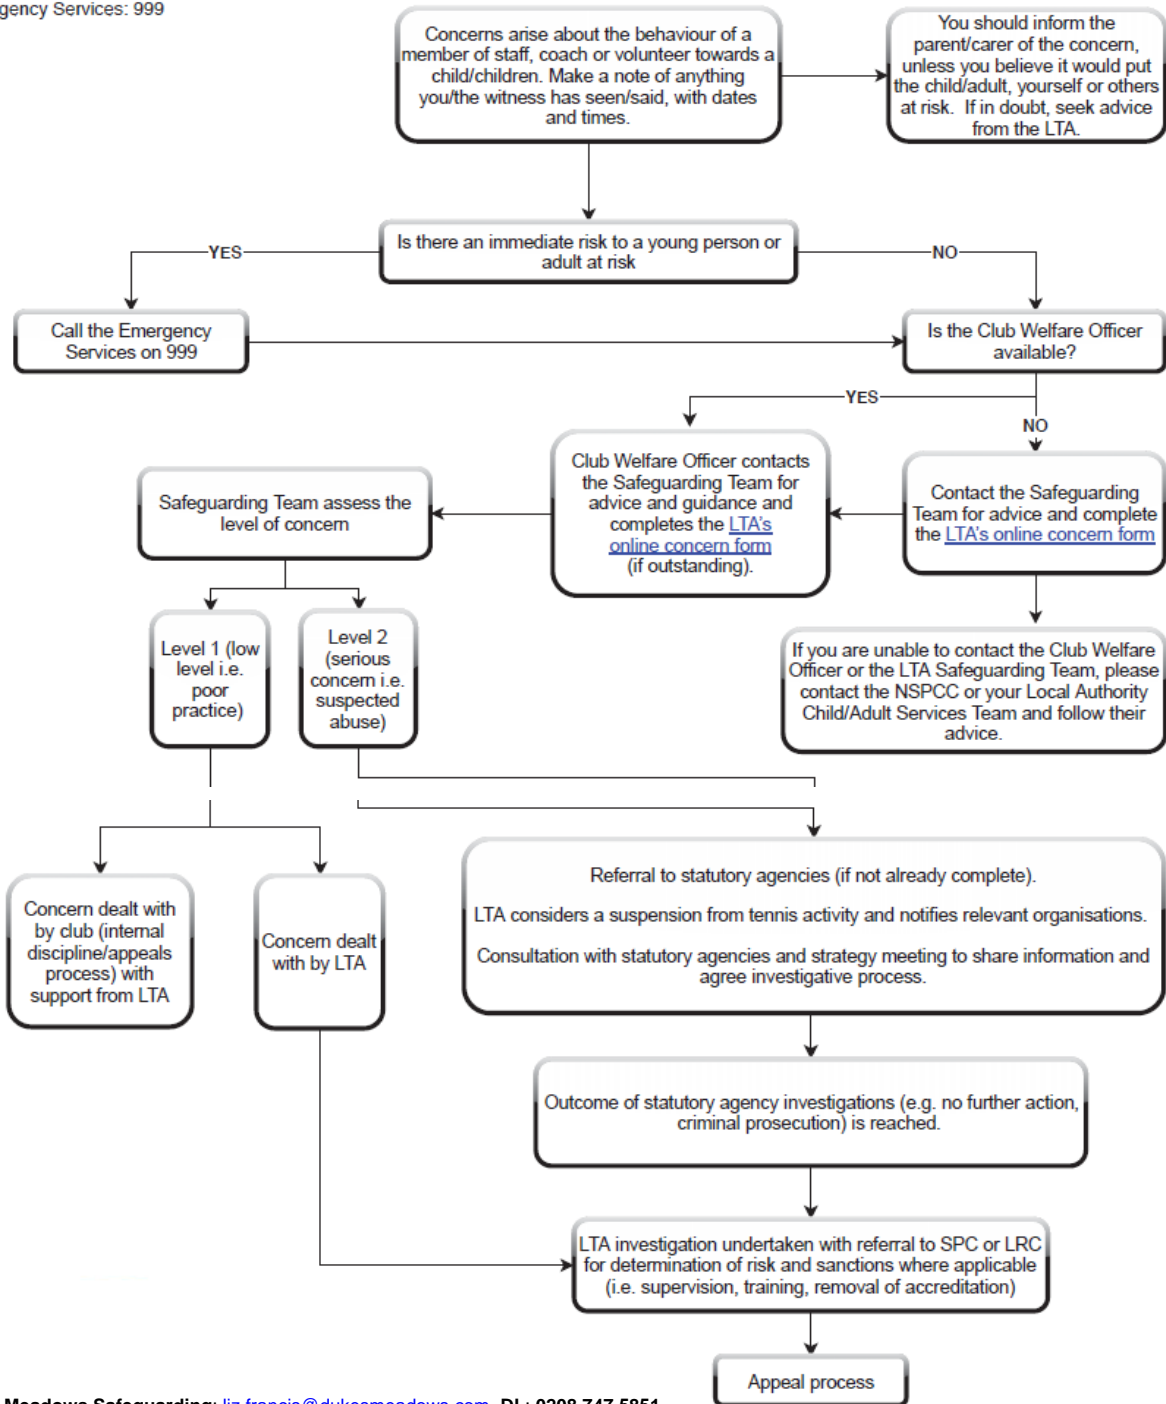 gency Services: 999
Concerns arise about the behaviour of a
member of staff, coach or volunteer towards a
child/children. Make a note of anything
you/the witness has seen/said, with dates
and times.
You should inform the
parent/carer of the concern,
unless you believe it would put
the child/adult, yourself or others
at risk. If in doubt, seek advice
from the LTA.
Is there an immediate risk to a young person or
adult at risk
YES
NO
Call the Emergency
Services on 999
Is the Club Welfare Officer
available?
YES
NO
Club Welfare Officer contacts
the Safeguarding Team for
advice and guidance and
completes the LTA's
online concern form
(if outstanding).
Contact the Safeguarding
Team for advice and complete
the LTA's online concern form
Safeguarding Team assess the
level of concern
Level 1 (low
level i.e.
poor
practice)
Level 2
(serious
concern i.e.
suspected
abuse)
If you are unable to contact the Club Welfare
Officer or the LTA Safeguarding Team, please
contact the NSPCC or your Local Authority
Child/Adult Services Team and follow their
advice.
Concern dealt with
by club (internal
discipline/appeals
process) with
support from LTA
Concern dealt
with by LTA
Referral to statutory agencies (if not already complete).
LTA considers a suspension from tennis activity and notifies relevant organisations.
Consultation with statutory agencies and strategy meeting to share information and
agree investigative process.
Outcome of statutory agency investigations (e.g. no further action,
criminal prosecution) is reached.
LTA investigation undertaken with referral to SPC or LRC
for determination of risk and sanctions where applicable
(i.e. supervision, training, removal of accreditation)
Appeal process
Meadows Safeguarding: liz.francis@dukesmeadows.com DL: 0208 747 5851